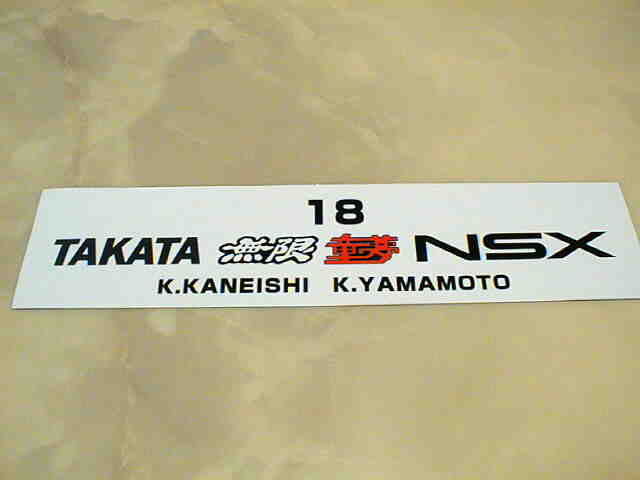 18
TAKATA 無限 童夢 NSX
K.KANEISHI K.YAMAMOTO